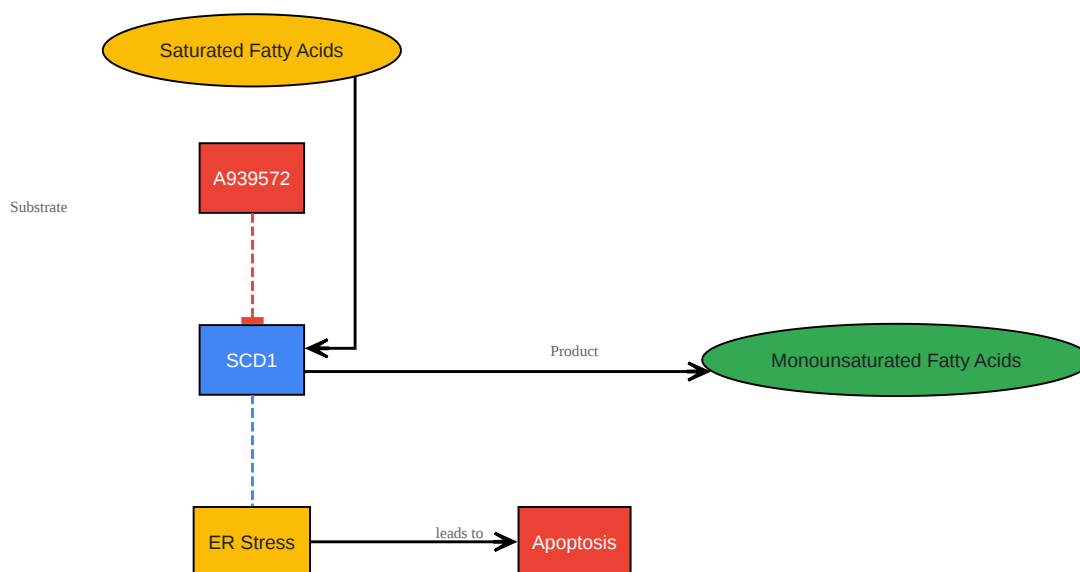 Saturated Fatty Acids
A939572
Substrate
SCD1
Product
Monounsaturated Fatty Acids
ER Stress
leads to
Apoptosis